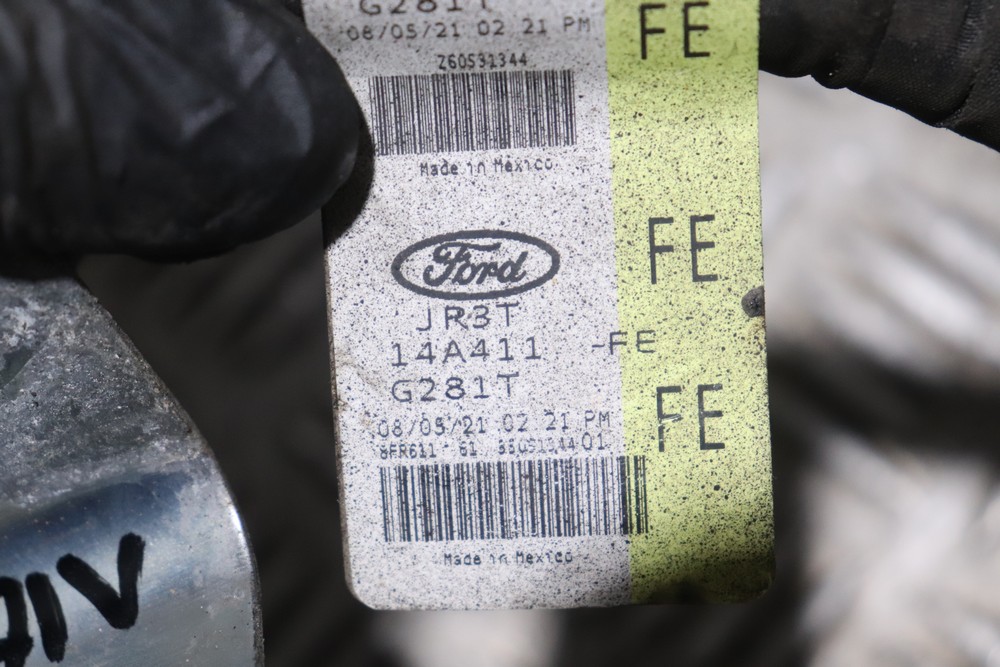 G281T
08/05/21 02 21 PM
FE
Z60531344
Made in Mexico
FE
Ford
JR3T
14A411 -FE
G281T
FE
08/05/21 02 21 PM
01
Made in Mexico